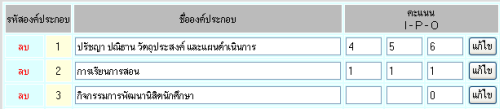 รหัสองค์ประกอบ ชื่อองค์ประกอบ คะแนน
I - P - O
ลบ 1 ปรัชญา ปณิธาน วัตถุประสงค์ และแผนดำเนินการ 4 5 6 แก้ไข
ลบ 2 การเรียนการสอน 1 1 1 แก้ไข
ลบ 3 กิจกรรมการพัฒนานิสิตนักศึกษา 0 แก้ไข